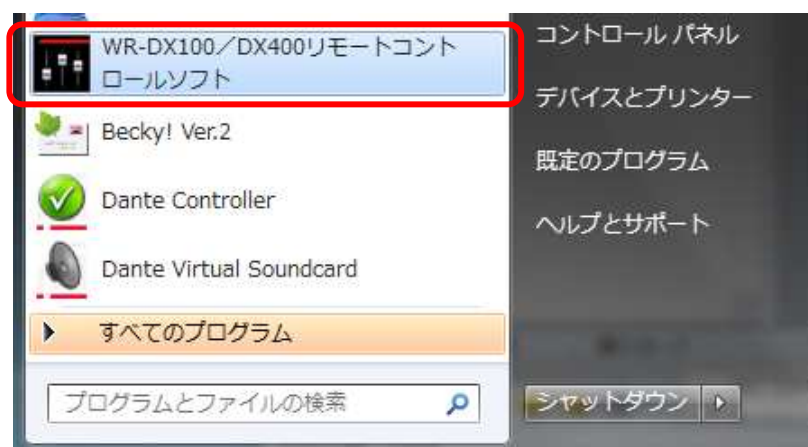 WR-DX100／DX400リモートコント
ロールソフト
Becky! Ver.2
Dante Controller
Dante Virtual Soundcard
すべてのプログラム
プログラムとファイルの検索
コントロール パネル
デバイスとプリンター
既定のプログラム
ヘルプとサポート
シャットダウン